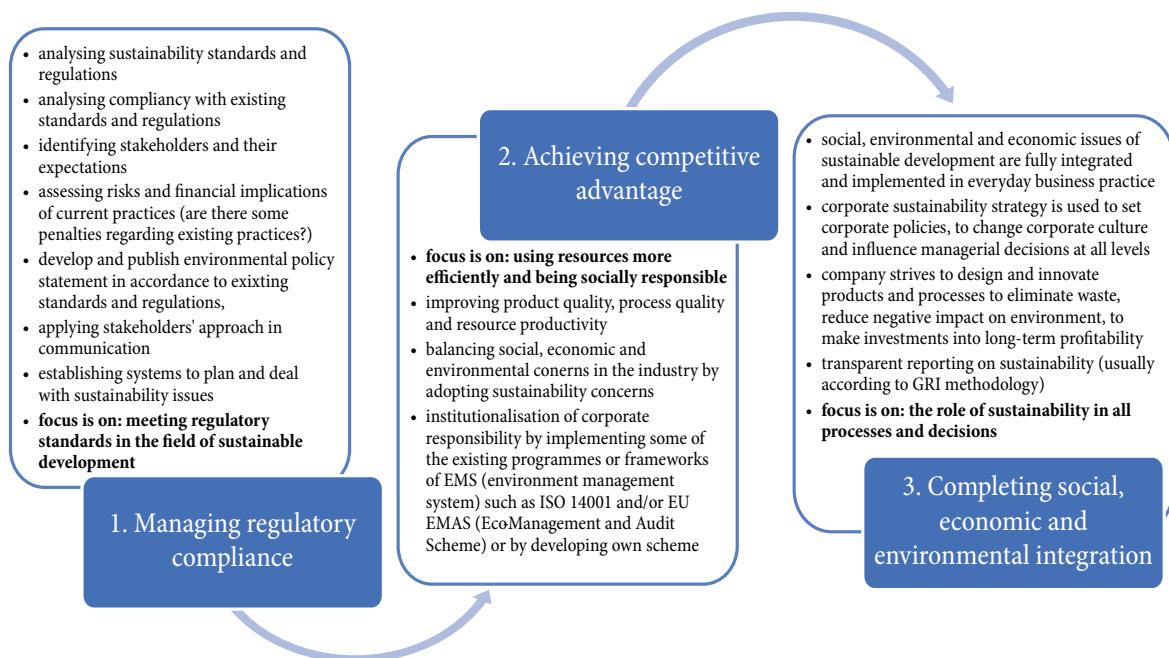 • analysing sustainability standards and
regulations
• analysing compliancy with existing
standards and regulations
• identifying stakeholders and their
expectations
• assessing risks and financial implications
of current practices (are there some
penalties regarding existing practices?)
• develop and publish environmental policy
statement in accordance to exixting
standards and regulations,
• applying stakeholders' approach in
communication
• establishing systems to plan and deal
with sustainability issues
• focus is on: meeting regulatory
standards in the field of sustainable
development
1. Managing regulatory
compliance
2. Achieving competitive
advantage
• focus is on: using resources more
efficiently and being socially responsible
• improving product quality, process quality
and resource productivity
• balancing social, economic and
environmental conerns in the industry by
adopting sustainability concerns
• institutionalisation of corporate
responsibility by implementing some of
the existing programmes or frameworks
of EMS (environment management
system) such as ISO 14001 and/or EU
EMAS (Eco-Management and Audit
Scheme) or by developing own scheme
• social, environmental and economic issues of
sustainable development are fully integrated
and implemented in everyday business practice
• corporate sustainability strategy is used to set
corporate policies, to change corporate culture
and influence managerial decisions at all levels
• company strives to design and innovate
products and processes to eliminate waste,
reduce negative impact on environment, to
make investments into long-term profitability
• transparent reporting on sustainability (usually
according to GRI methodology)
• focus is on: the role of sustainability in all
processes and decisions
3. Completing social,
economic and
environmental integration